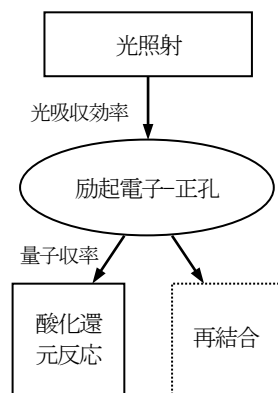 光照射
光吸収効率
励起電子−正孔
量子収率
酸化還
元反応
再結合